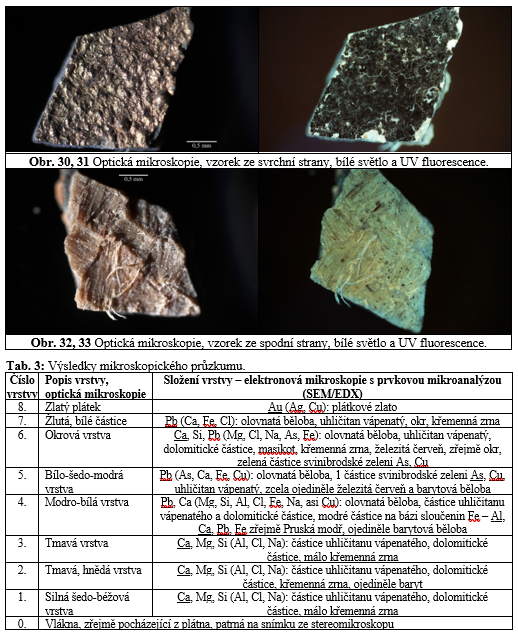 0,5 mm
Obr. 30, 31 Optická mikroskopie, vzorek ze svrchní strany, bílé světlo a UV fluorescence.
0,5 mm
Obr. 32, 33 Optická mikroskopie, vzorek ze spodní strany, bílé světlo a UV fluorescence.
Tab. 3: Výsledky mikroskopického průzkumu.
Číslo vrstvy Popis vrstvy, optická mikroskopie Složení vrstvy – elektronová mikroskopie s prvkovou mikroanalýzou (SEM/EDX)
8. Zlatý plátek Au (Ag, Cu): plátkové zlato
7. Žlutá, bílé částice Pb (Ca, Fe, Cl): olovnatá běloba, uhličitan vápenatý, okr, křemenná zrna
6. Okrová vrstva Ca, Si, Pb (Mg, Cl, Na, As, Fe): olovnatá běloba, uhličitan vápenatý,
dolomitické částice, masikot, křemenná zrna, železitá červeň, zřejmě okr,
zelená částice svinibrodské zeleni As, Cu
5. Bílo-šedo-modrá vrstva Pb (As, Ca, Fe, Cu): olovnatá běloba, 1 částice svinibrodské zeleni As, Cu,
uhličitan vápenatý, zcela ojediněle železitá červeň a barytová běloba
4. Modro-bílá vrstva Pb, Ca (Mg, Si, Al, Cl, Fe, Na, asi Cu): olovnatá běloba, částice uhličitanu
vápenatého a dolomitické částice, modré částice na bázi sloučenin Fe – Al,
Ca, Pb, Fe zřejmě Pruská modř, ojediněle barytová běloba
3. Tmavá vrstva Ca, Mg, Si (Al, Cl, Na): částice uhličitanu vápenatého, dolomitické
částice, málo křemenná zrna
2. Tmavá, hnědá vrstva Ca, Mg, Si (Al, Cl, Na): částice uhličitanu vápenatého, dolomitické
částice, křemenná zrna, ojediněle baryt
1. Silná šedo-béžová vrstva Ca, Mg, Si (Al, Cl, Na): částice uhličitanu vápenatého, dolomitické
částice, málo křemenná zrna
0. Vlákna, zřejmě pocházející z plátna, patrná na snímku ze stereomikroskopu